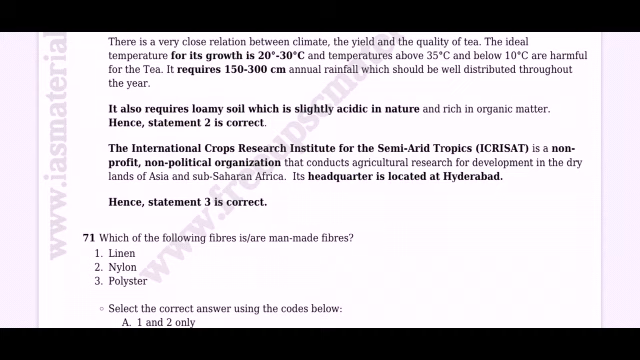 There is a very close relation between climate, the yield and the quality of tea. The ideal
temperature for its growth is 20°-30°C and temperatures above 35°C and below 10°C are harmful
for the Tea. It requires 150-300 cm annual rainfall which should be well distributed throughout
the year.
It also requires loamy soil which is slightly acidic in nature and rich in organic matter.
Hence, statement 2 is correct.
The International Crops Research Institute for the Semi-Arid Tropics (ICRISAT) is a non-
profit, non-political organization that conducts agricultural research for development in the dry
lands of Asia and sub-Saharan Africa. Its headquarter is located at Hyderabad.
Hence, statement 3 is correct.
71 Which of the following fibres is/are man-made fibres?
1. Linen
2. Nylon
3. Polyster
◦ Select the correct answer using the codes below:
A. 1 and 2 only
www.iasmaterial